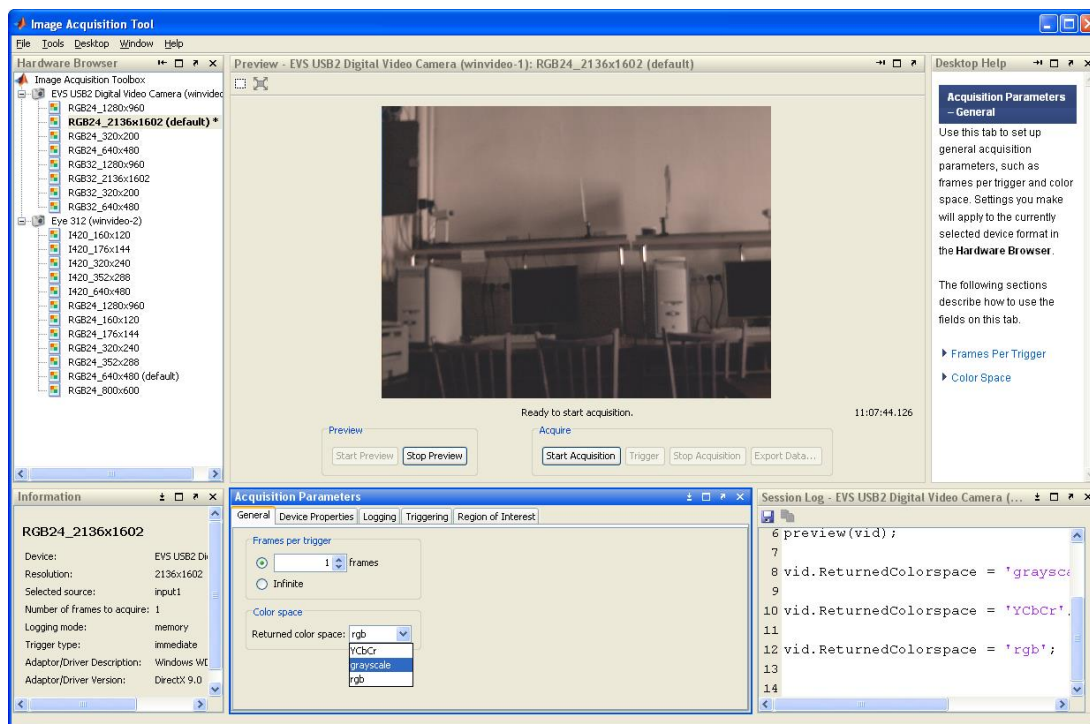 Image Acquisition Tool
File Tools Desktop Window Help
Hardware Browser
Image Acquisition Toolbox
EVS USB2 Digital Video Camera (winvideo
RGB24_1280x960
RGB24_2136x1602 (default) *
RGB24_320x200
RGB24_640x480
RGB32_1280x960
RGB32_2136x1602
RGB32_320x200
RGB32_640x480
Eye 312 (winvideo-2)
I420_160x120
I420_176x144
I420_320x240
I420_352x288
I420_640x480
RGB24_1280x960
RGB24_160x120
RGB24_176x144
RGB24_320x240
RGB24_352x288
RGB24_640x480 (default)
RGB24_800x600
Preview - EVS USB2 Digital Video Camera (winvideo-1): RGB24_2136x1602 (default)
Ready to start acquisition.
11:07:44.126
Preview
Start Preview Stop Preview
Acquire
Start Acquisition Trigger Stop Acquisition Export Data...
Desktop Help
Acquisition Parameters
– General
Use this tab to set up
general acquisition
parameters, such as
frames per trigger and color
space. Settings you make
will apply to the currently
selected device format in
the Hardware Browser.
The following sections
describe how to use the
fields on this tab.
Frames Per Trigger
Color Space
Information
RGB24_2136x1602
Device: EVS USB2 Di
Resolution: 2136x1602
Selected source: input1
Number of frames to acquire: 1
Logging mode: memory
Trigger type: immediate
Adaptor/Driver Description: Windows WD
Adaptor/Driver Version: DirectX 9.0
Acquisition Parameters
General Device Properties Logging Triggering Region of Interest
Frames per trigger
1 frames
Infinite
Color space
Returned color space: rgb
YCbCr
grayscale
rgb
Session Log - EVS USB2 Digital Video Camera (...
6 preview(vid);
7
8 vid.ReturnedColorspace = 'graysca
9
10 vid.ReturnedColorspace = 'YCbCr'
11
12 vid.ReturnedColorspace = 'rgb';
13
14